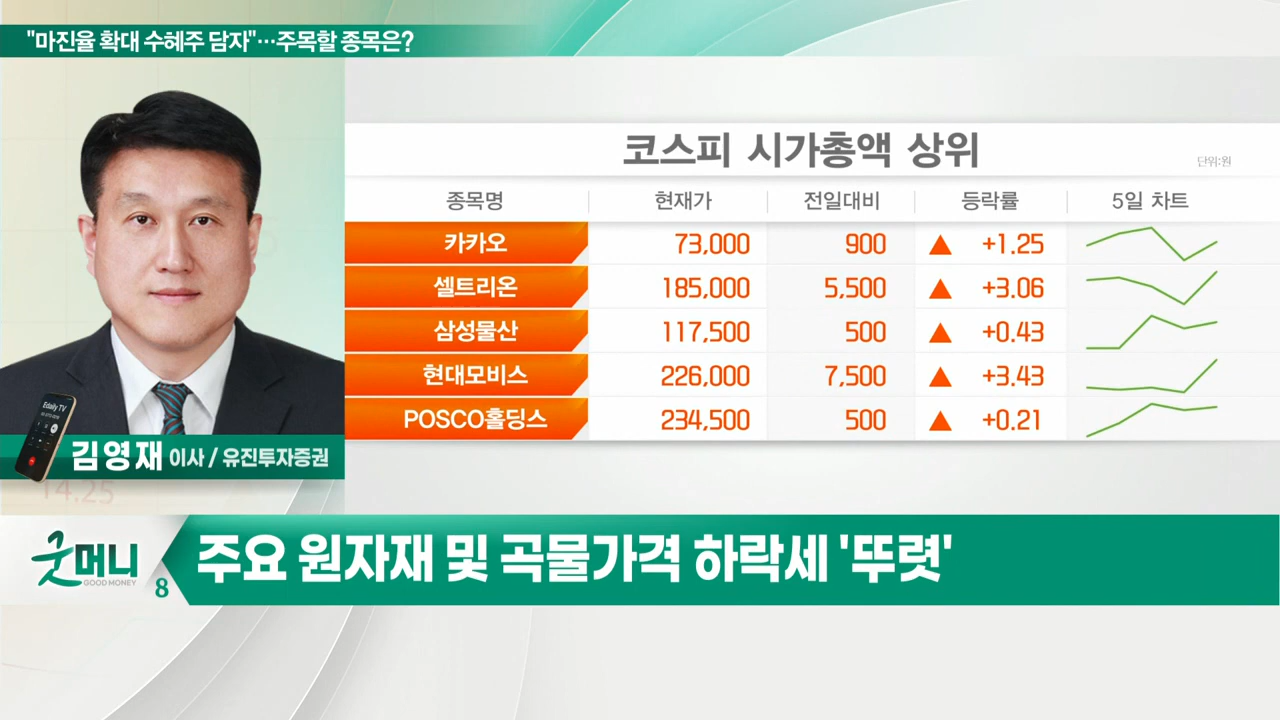 "마진율 확대 수혜주 담자"…주목할 종목은?
코스피 시가총액 상위
단위:원
종목명 현재가 전일대비 등락률 5일 차트
카카오 73,000 900 ▲ +1.25
셀트리온 185,000 5,500 ▲ +3.06
삼성물산 117,500 500 ▲ +0.43
현대모비스 226,000 7,500 ▲ +3.43
POSCO홀딩스 234,500 500 ▲ +0.21
Edaily TV
김영재 이사 / 유진투자증권
14.25
굿머니
GOOD MONEY
8
주요 원자재 및 곡물가격 하락세 '뚜렷'